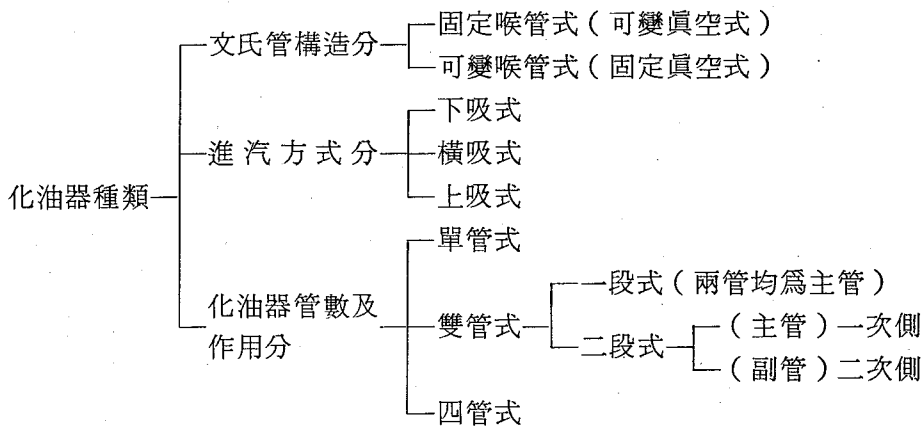 文氏管構造分
固定喉管式（可變眞空式）
可變喉管式（固定眞空式）
進汽方式分
下吸式
橫吸式
上吸式
化油器種類
化油器管數及
作用分
單管式
雙管式
一段式（兩管均爲主管）
二段式
（主管）一次側
（副管）二次側
四管式